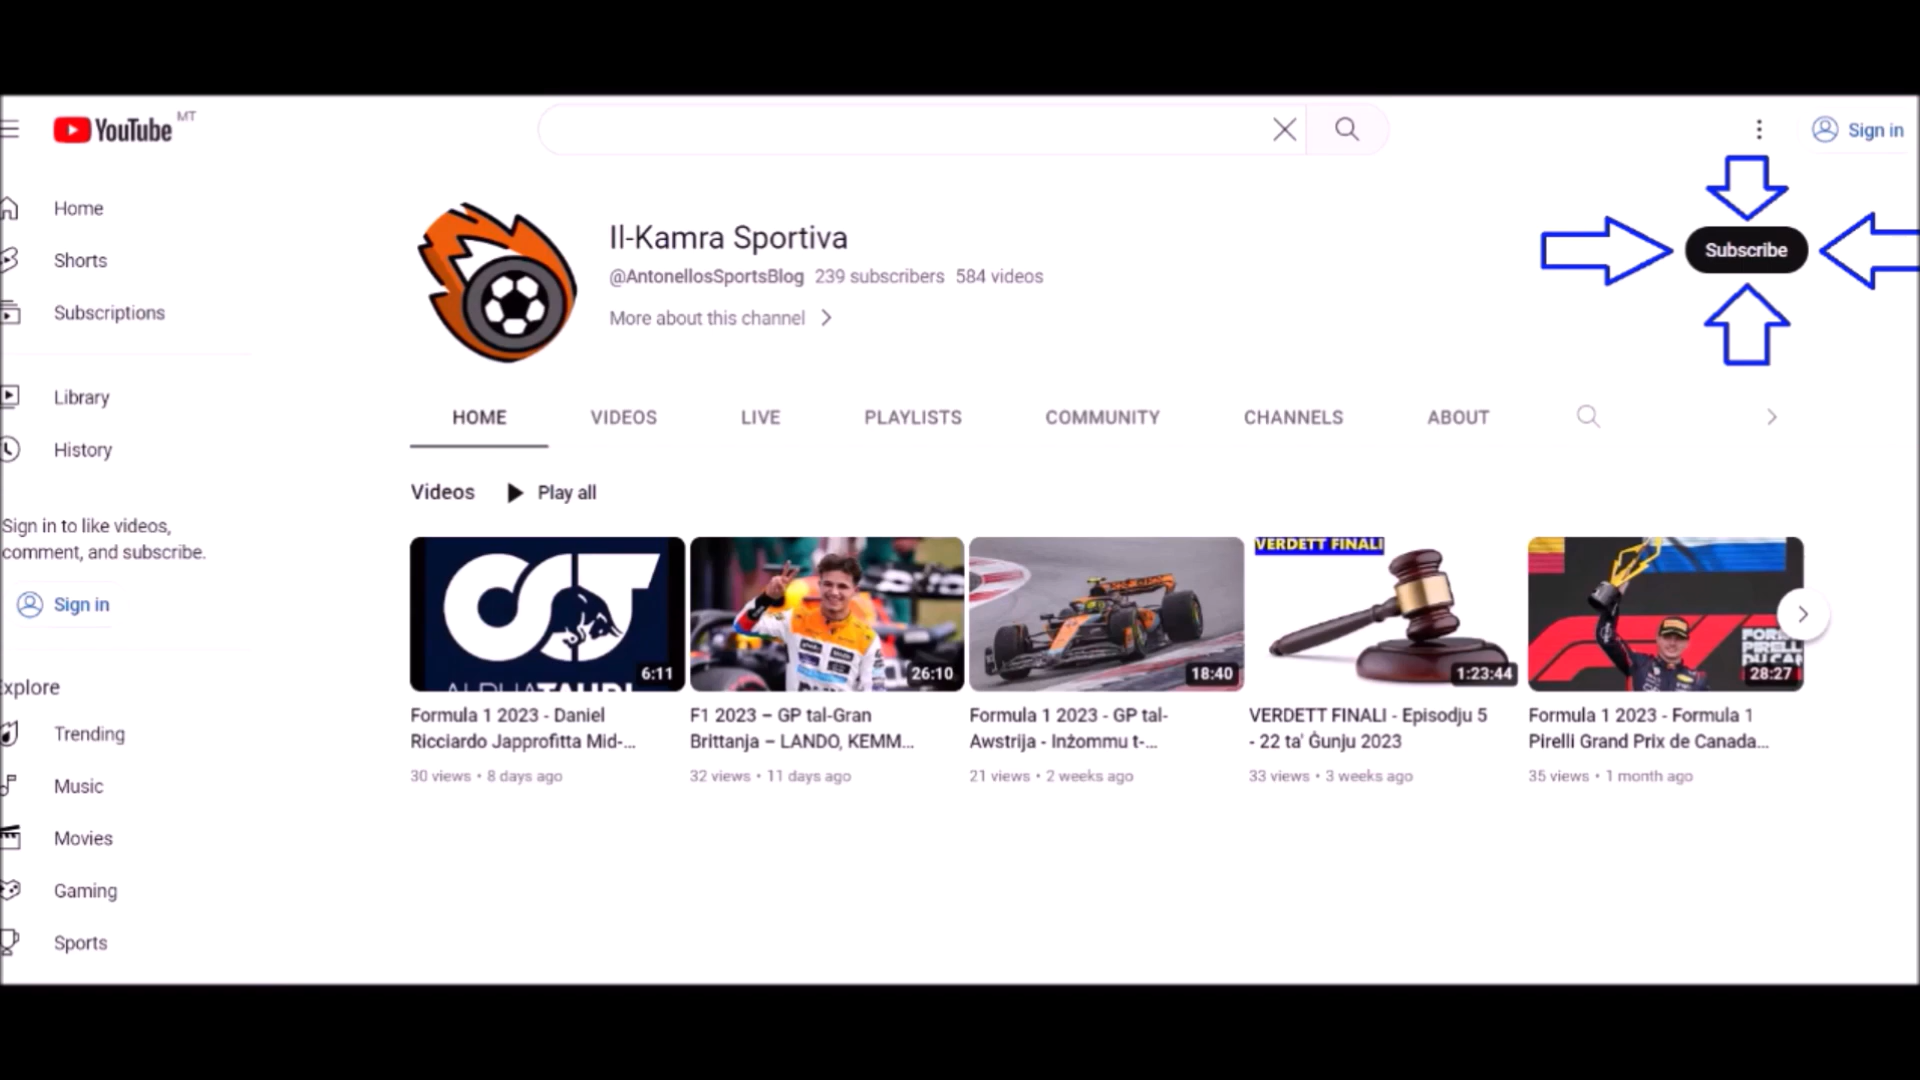 YouTube MT
Sign in
Home
Shorts
Subscriptions
Library
History
Sign in to like videos,
comment, and subscribe.
Sign in
xplore
Trending
Music
Movies
Gaming
Sports
Il-Kamra Sportiva
@AntonellosSportsBlog 239 subscribers 584 videos
More about this channel
Subscribe
HOME VIDEOS LIVE PLAYLISTS COMMUNITY CHANNELS ABOUT
Videos Play all
ALPHATAURI
6:11
Formula 1 2023 - Daniel
Ricciardo Japprofitta Mid-...
30 views • 8 days ago
26:10
F1 2023 – GP tal-Gran
Brittanja – LANDO, KEMM...
32 views • 11 days ago
18:40
Formula 1 2023 - GP tal-
Awstrija - Inżommu t-...
21 views • 2 weeks ago
VERDETT FINALI
1:23:44
VERDETT FINALI - Episodju 5
- 22 ta' Ġunju 2023
33 views • 3 weeks ago
28:27
Formula 1 2023 - Formula 1
Pirelli Grand Prix de Canada...
35 views • 1 month ago